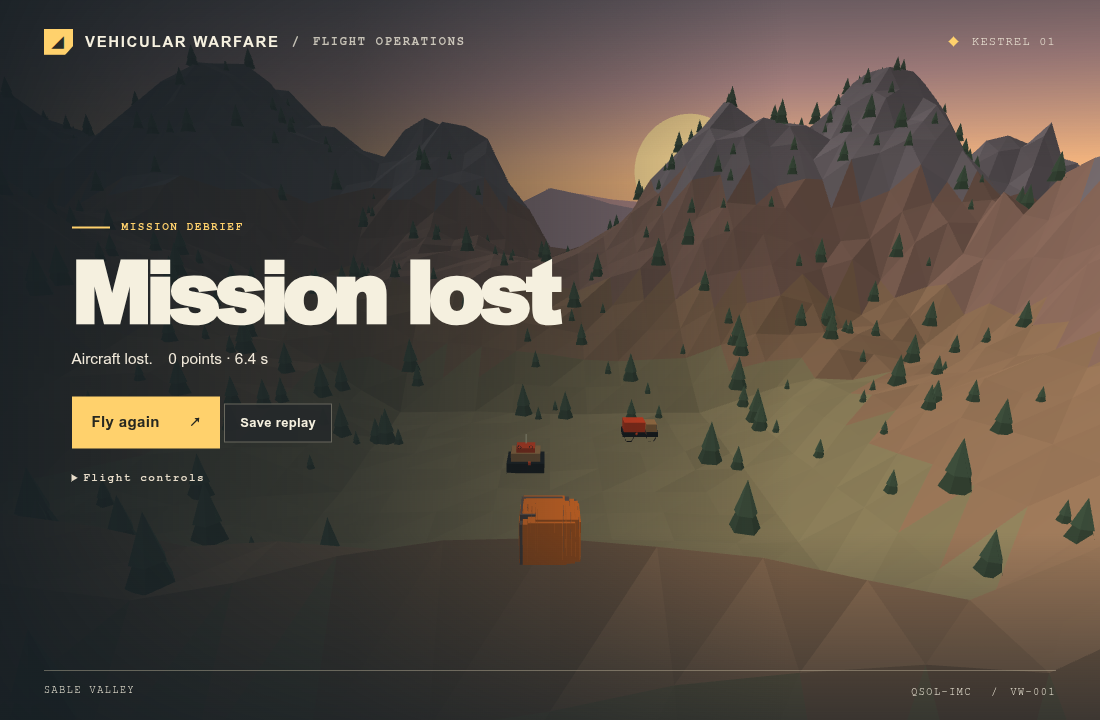 VEHICULAR WARFARE / FLIGHT OPERATIONS
KESTREL 01
MISSION DEBRIEF
Mission lost
Aircraft lost. 0 points · 6.4 s
Fly again ↗
Save replay
Flight controls
SABLE VALLEY
QSOL-IMC / VW-001